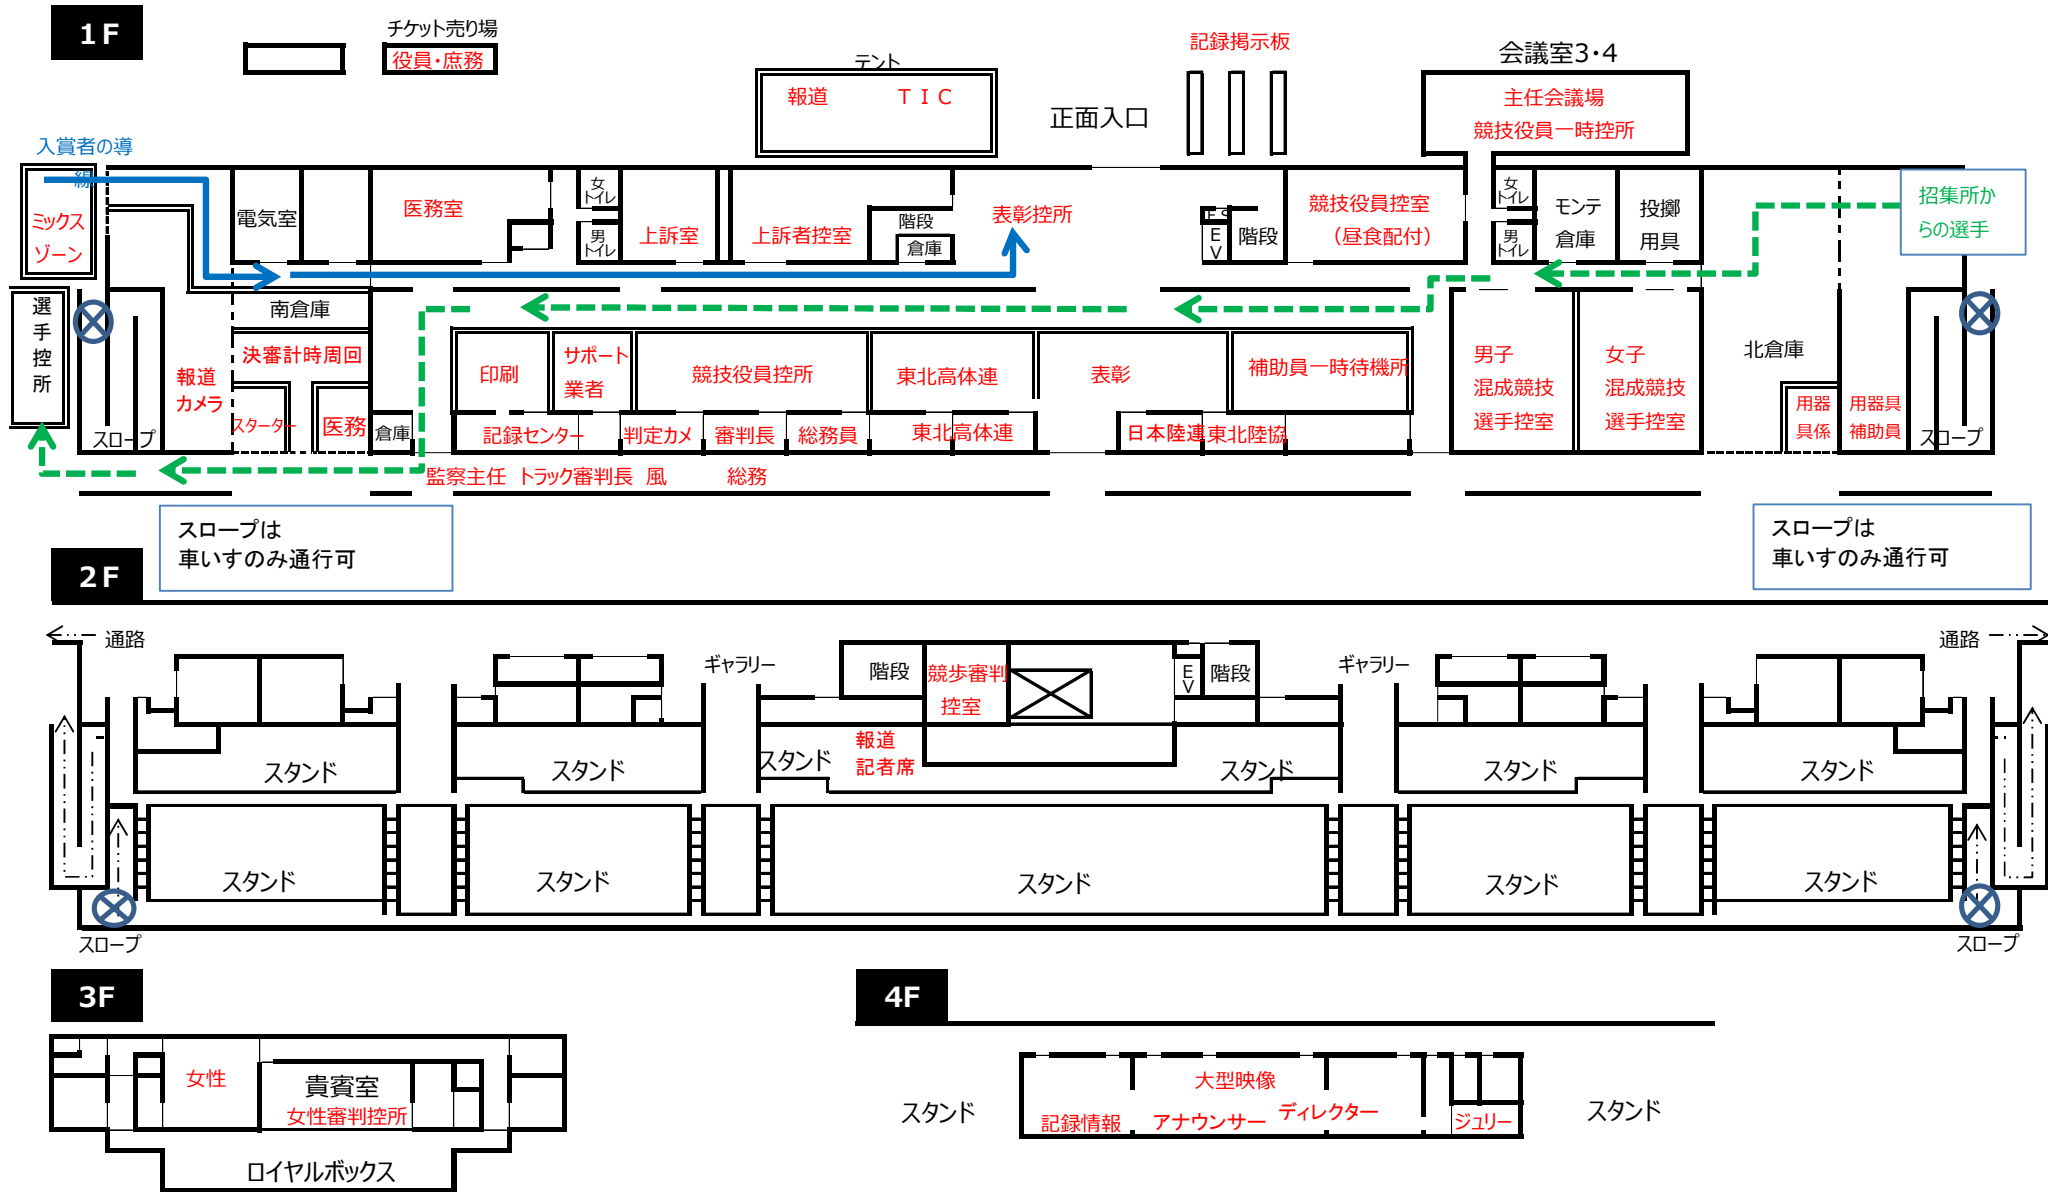 1F
チケット売り場
役員・庶務
テント
報道 TIC
正面入口
記録掲示板
会議室3・4
主任会議場
競技役員一時控所
入賞者の導
線
ミックス
ゾーン
電気室
医務室
女
トイレ
男
トイレ
上訴室
上訴者控室
階段
倉庫
表彰控所
EV
階段
競技役員控室
（昼食配付）
女
トイレ
男
トイレ
モンテ
倉庫
投擲
用具
招集所か
らの選手
選手控所
南倉庫
決審計時周回
報道
カメラ
スターター
医務
倉庫
スロープ
印刷
サポート
業者
競技役員控所
東北高体連
表彰
補助員一時待機所
男子
混成競技
選手控室
女子
混成競技
選手控室
北倉庫
用器
具係
用器具
補助員
スロープ
記録センター
判定カメ
審判長
総務員
東北高体連
日本陸連
東北陸協
監察主任 トラック審判長 風 総務
スロープは
車いすのみ通行可
スロープは
車いすのみ通行可
2F
通路
ギャラリー
階段
競歩審判
控室
EV
階段
ギャラリー
通路
報道
記者席
スタンド
スタンド
スタンド
スタンド
スタンド
スタンド
スタンド
スタンド
スタンド
スタンド
スタンド
スロープ
スロープ
3F
女性
貴賓室
女性審判控所
ロイヤルボックス
4F
スタンド
大型映像
記録情報
アナウンサー
ディレクター
ジュリー
スタンド